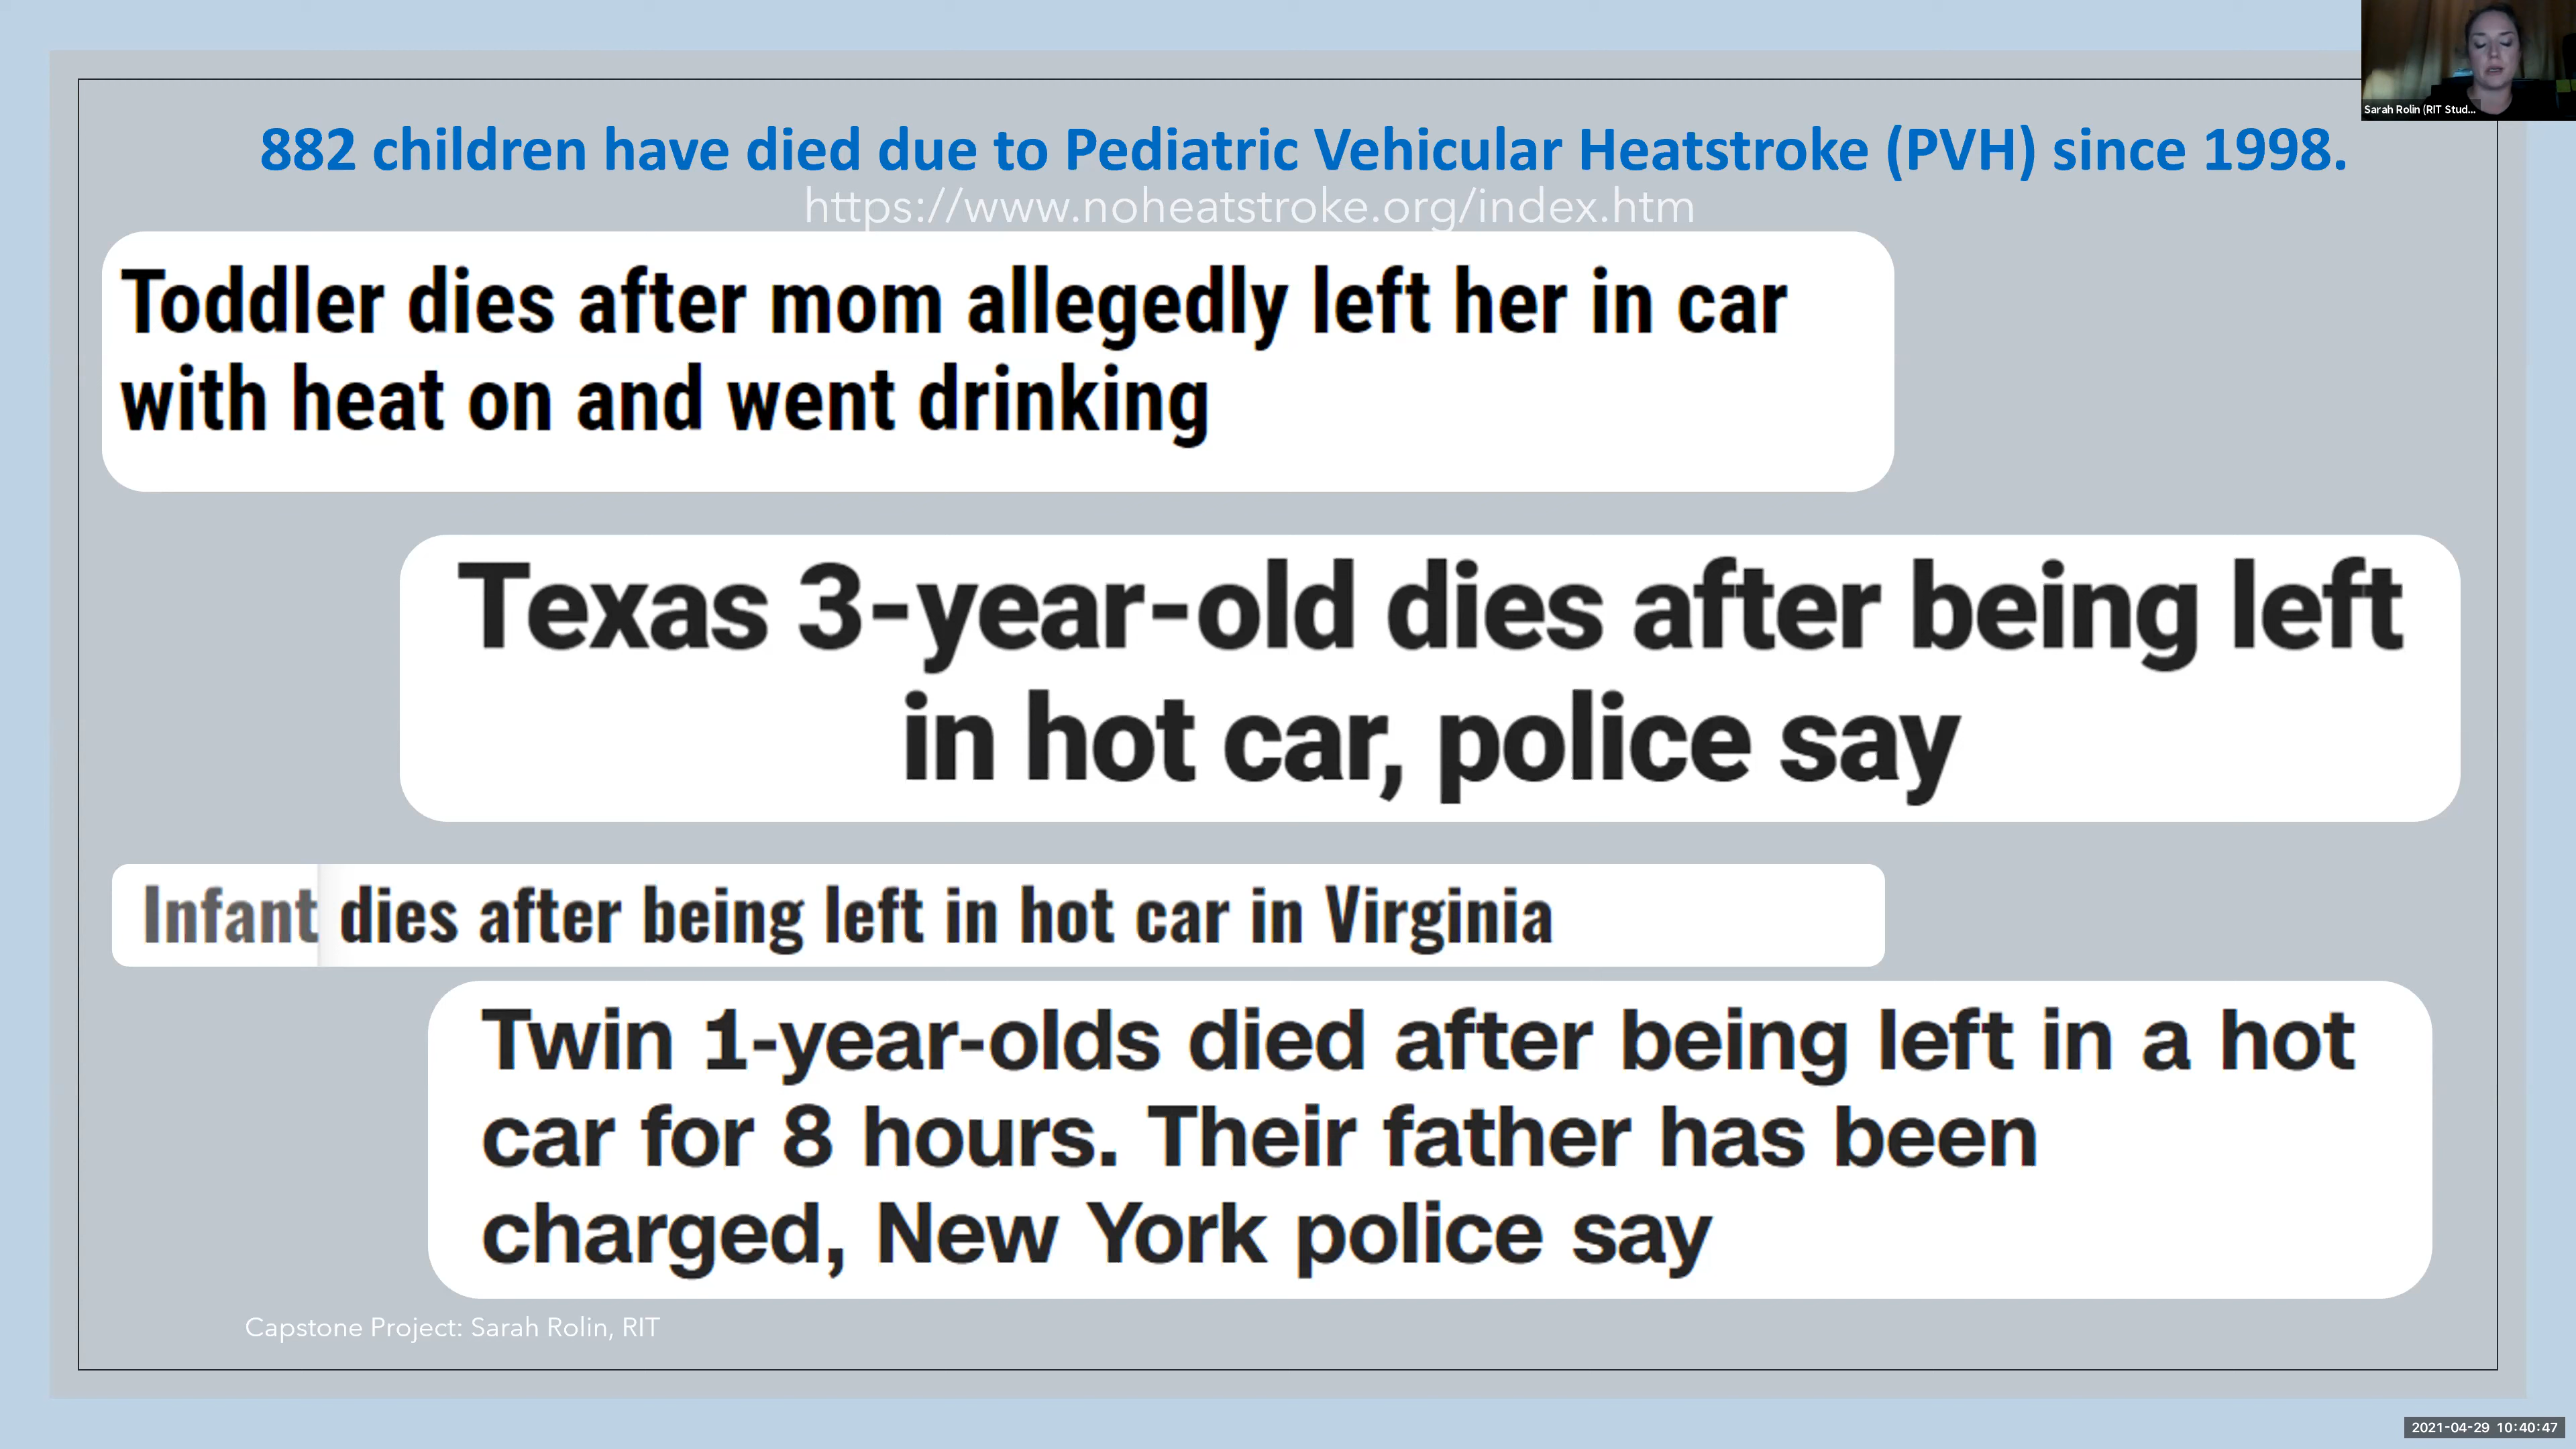 Sarah Rolin (RIT Stud...
882 children have died due to Pediatric Vehicular Heatstroke (PVH) since 1998.
https://www.noheatstroke.org/index.htm
Toddler dies after mom allegedly left her in car
with heat on and went drinking
Texas 3-year-old dies after being left
in hot car, police say
Infant dies after being left in hot car in Virginia
Twin 1-year-olds died after being left in a hot
car for 8 hours. Their father has been
charged, New York police say
Capstone Project: Sarah Rolin, RIT
2021-04-29 10:40:47